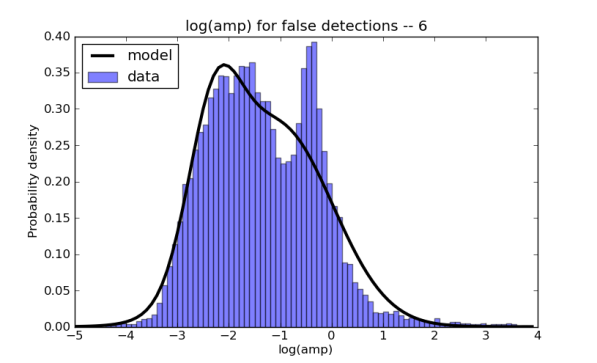 log(amp) for false detections -- 6
0.40
0.35
0.30
0.25
0.20
0.15
0.10
0.05
0.00
Probability density
model
data
−5 −4 −3 −2 −1 0 1 2 3 4
log(amp)